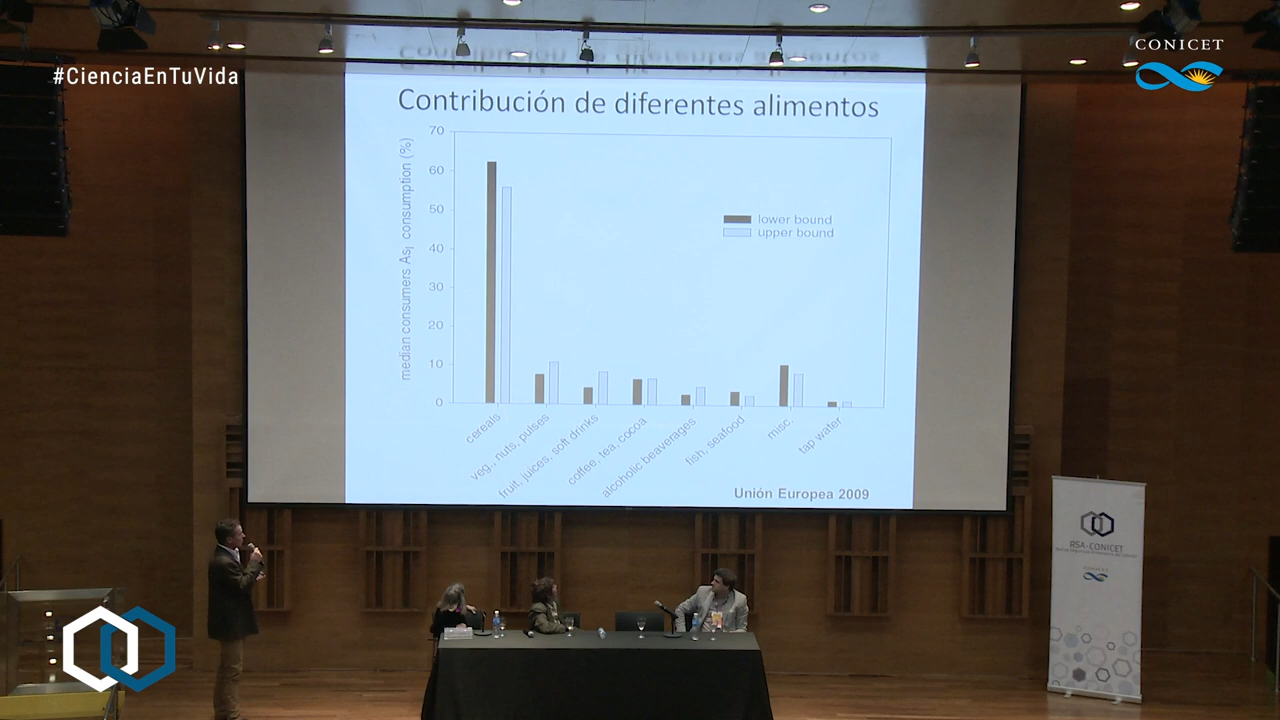 CONICET
#CienciaEnTuVida
Contribución de diferentes alimentos
median consumers Asi consumption (%)
70
60
50
40
30
20
10
0
lower bound
upper bound
cereals
veg., nuts, pulses
fruit, juices, soft drinks
coffee, tea, cocoa
alcoholic beaverages
fish, seafood
misc.
tap water
Unión Europea 2009
RSA-CONICET
CONICET